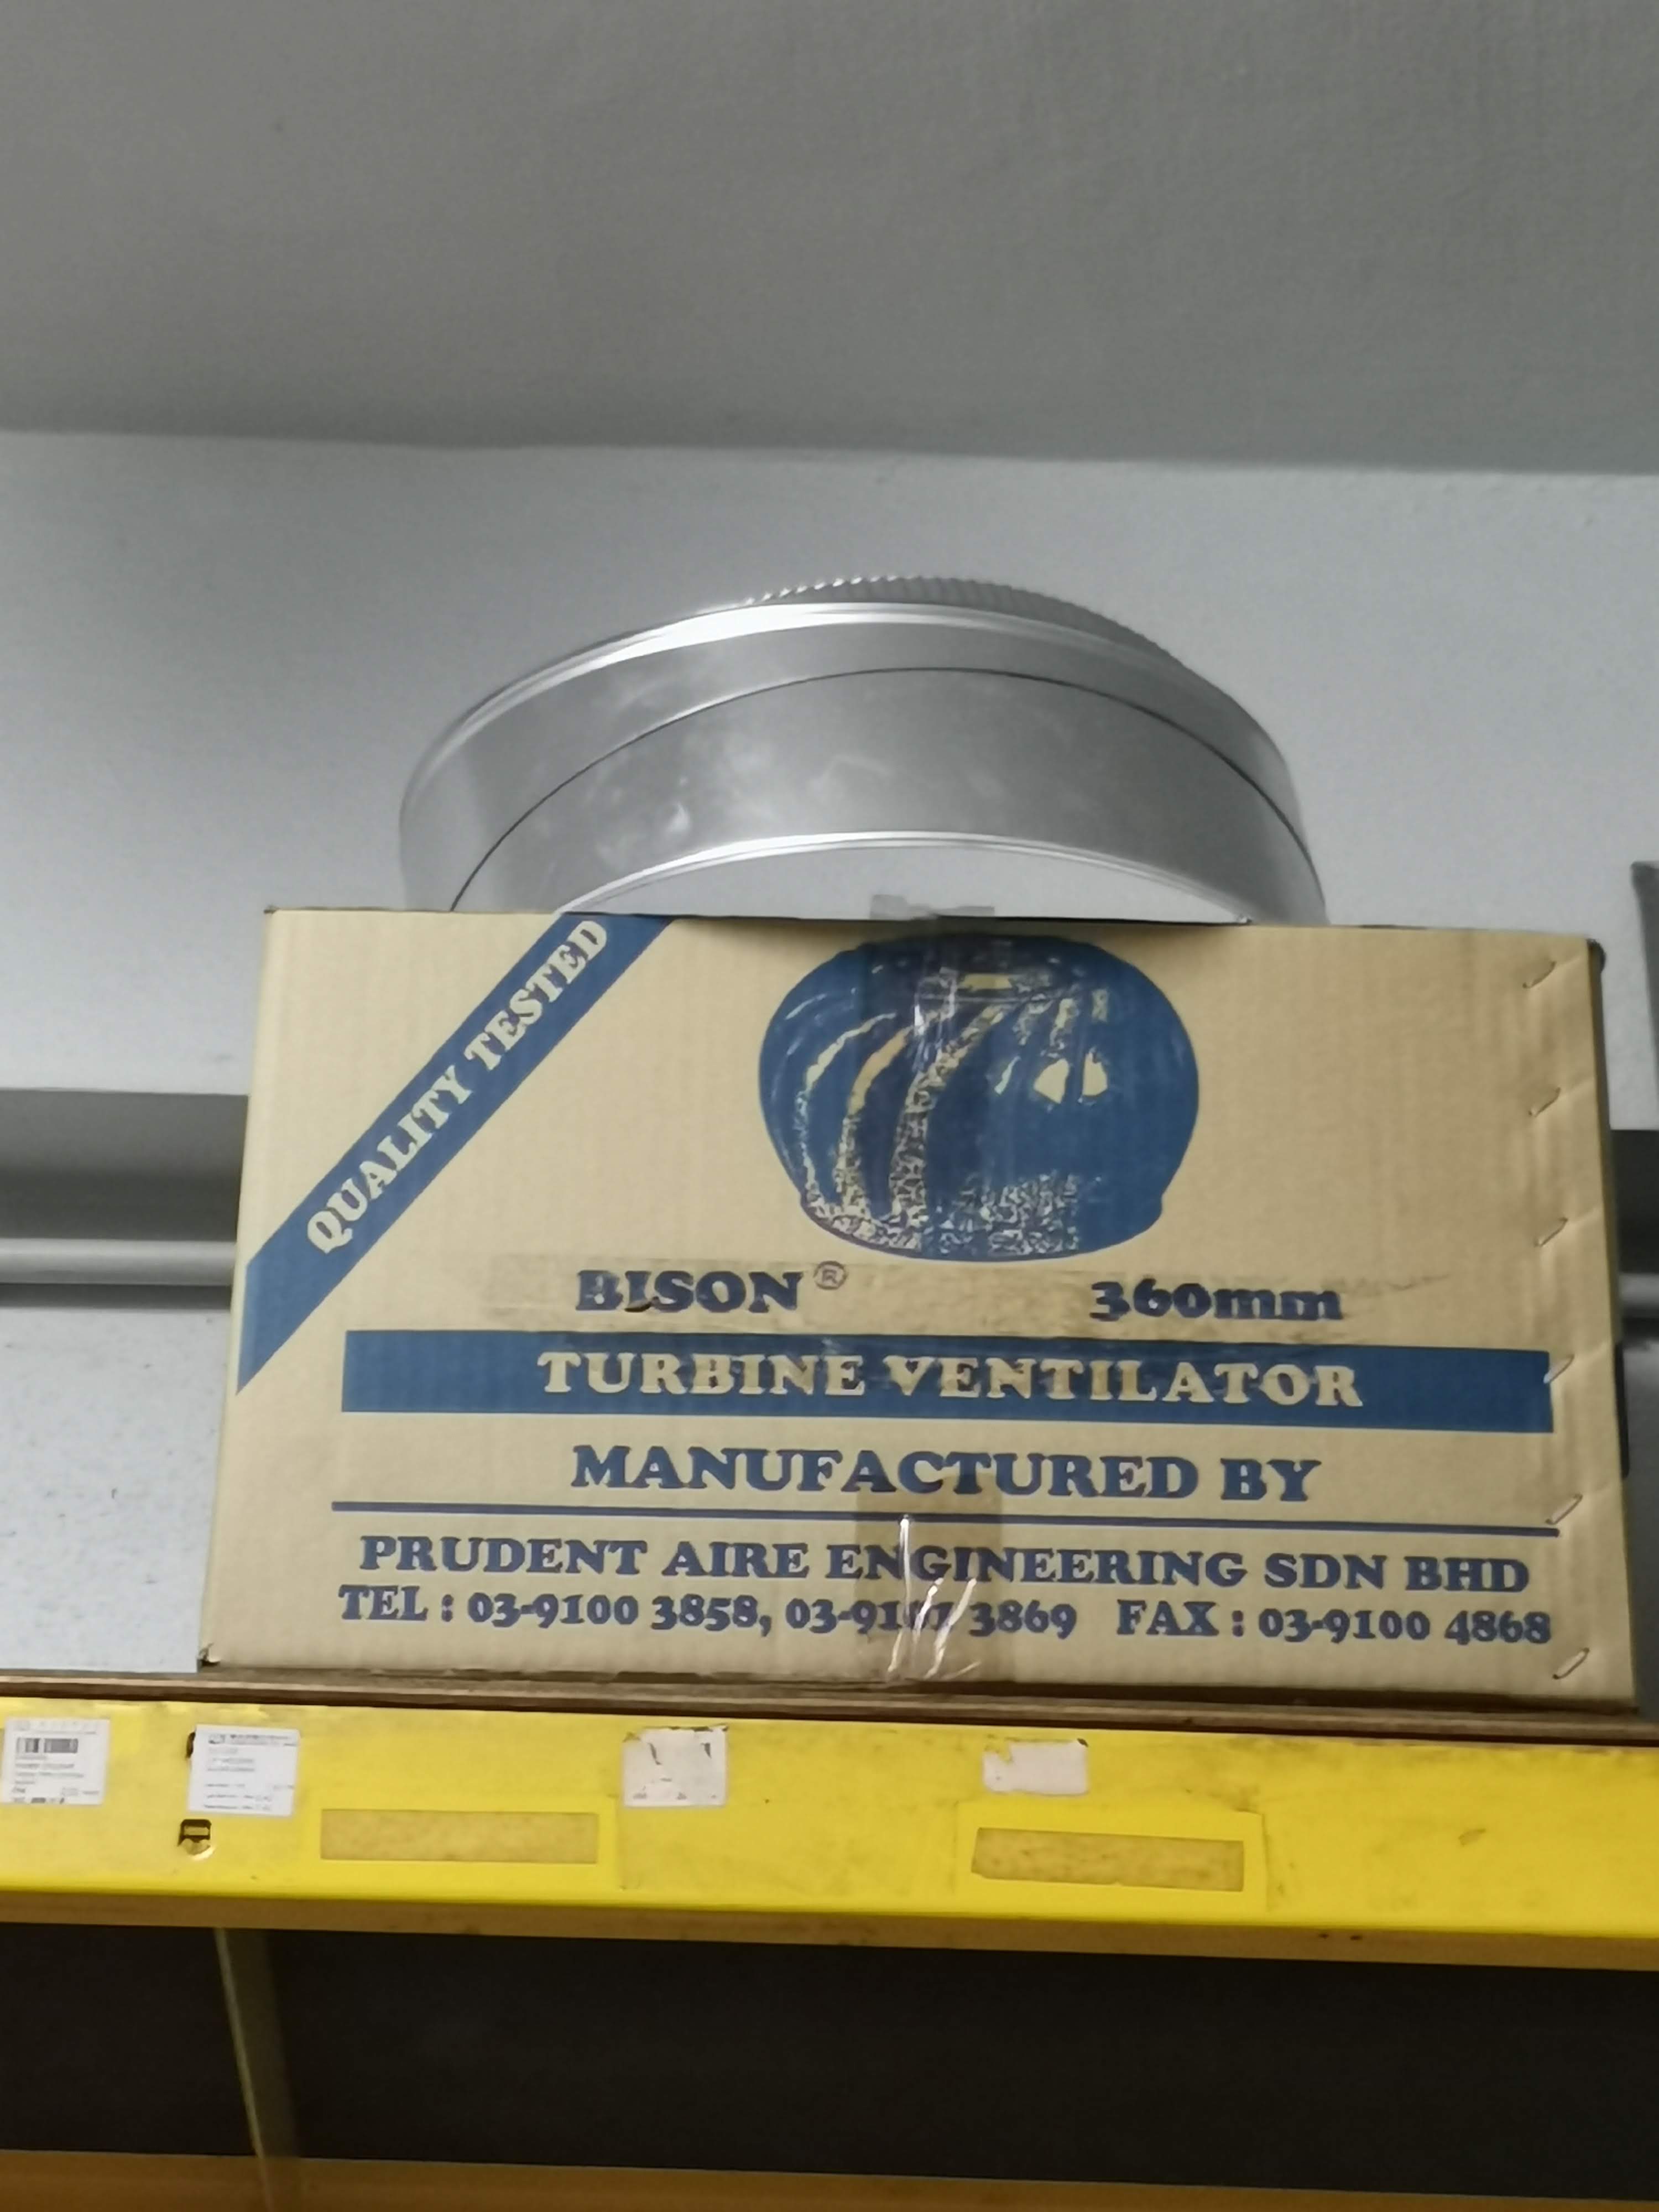 QUALITY TESTED
BISON® 360mm
TURBINE VENTILATOR
MANUFACTURED BY
PRUDENT AIRE ENGINEERING SDN BHD
TEL : 03-9100 3858, 03-9107 3869 FAX : 03-9100 4868